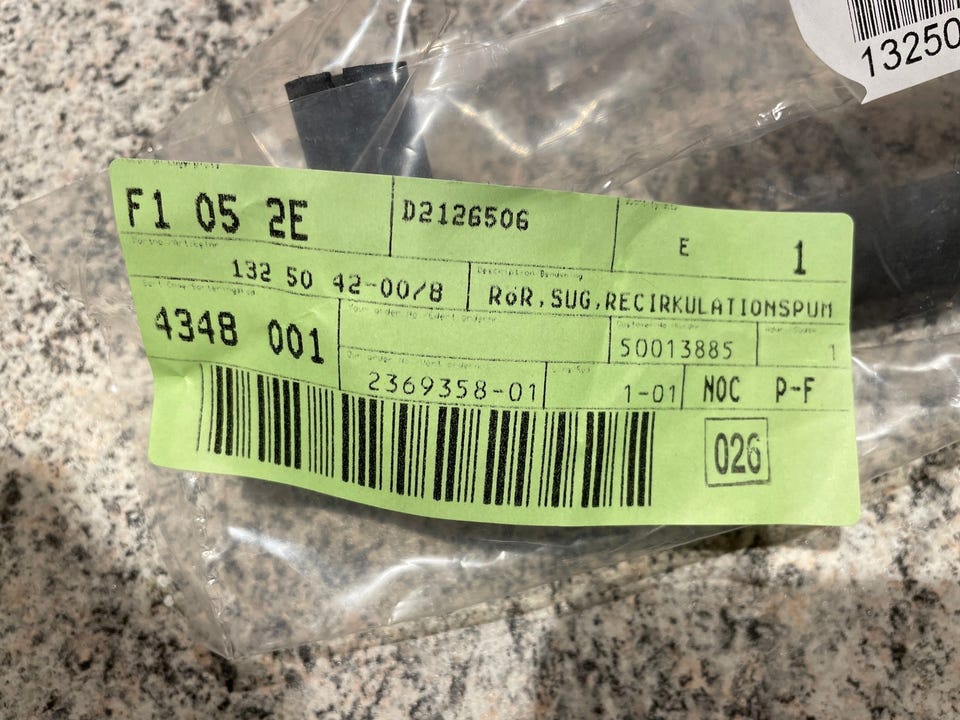 13250
F1 05 2E
D2126506
E 1
132 50 42-00/8
RöR,SUG,RECIRKULATIONSPUM
4348 001
50013885
1
2369358-01
1-01
NOC P-F
026